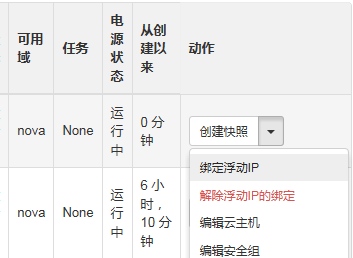 可用域 任务 电源状态 从创建以来 动作
nova None 运行中 0 分钟 创建快照
绑定浮动IP
解除浮动IP的绑定
编辑云主机
编辑安全组
nova None 运行中 6 小时，10 分钟